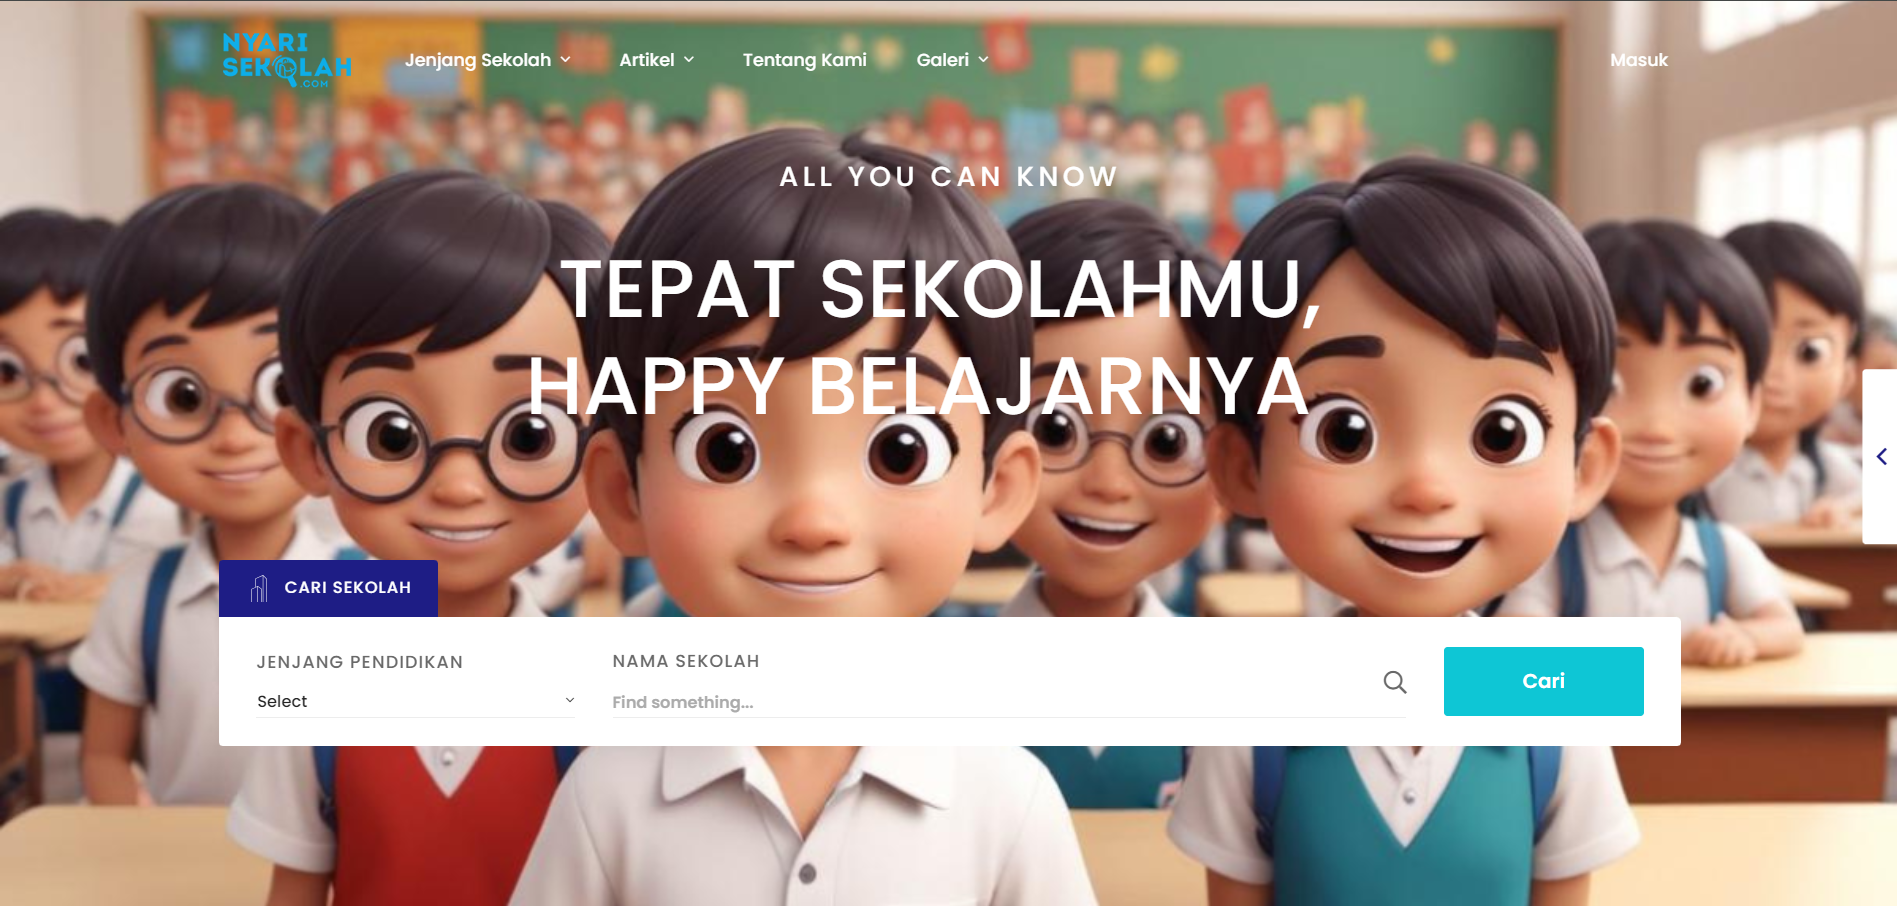 NYARI
SEKOLAH
.COM
Jenjang Sekolah
Artikel
Tentang Kami
Galeri
Masuk
ALL YOU CAN KNOW
TEPAT SEKOLAHMU,
HAPPY BELAJARNYA
CARI SEKOLAH
JENJANG PENDIDIKAN
Select
NAMA SEKOLAH
Find something...
Cari